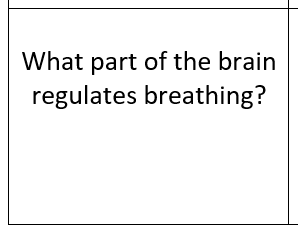 What part of the brain
regulates breathing?